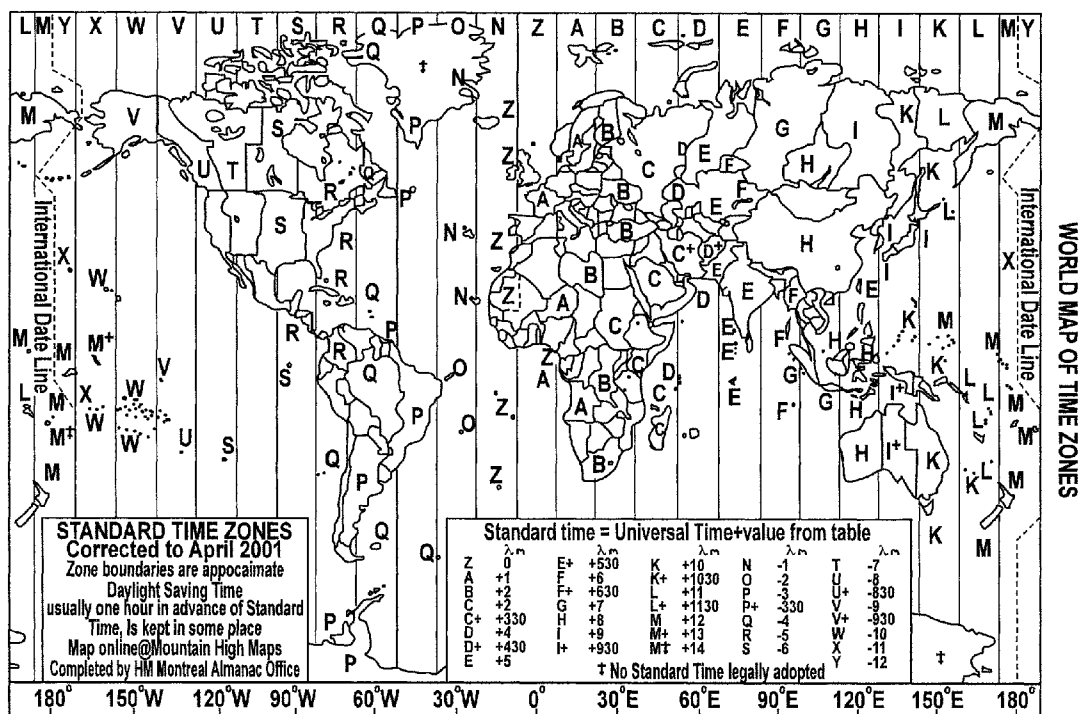 L M Y X W V U T S R Q P O N Z A B C D E F G H I K L M Y
Q
‡
N
M V S P Z
A B G I K L M
Z C D E F H K
U T R Q P
A B D E F
S R N Z B C+ D+ E H I I L
X W R Q N Z A B C D E F E K M X
International Date Line
International Date Line
WORLD MAP OF TIME ZONES
L M M+ V R S P R Q O Z A C B D E E F G H B K M L
L M X W W P A C E F G H I+ L M
M‡ W U S O Z C H I+ K L M
M R P Q Z B K L M
Q K M
STANDARD TIME ZONES
Corrected to April 2001
Zone boundaries are appocaimate
Daylight Saving Time
usually one hour in advance of Standard
Time, Is kept in some place
Map online@Mountain High Maps
Completed by HM Montreal Almanac Office
P
P
Standard time = Universal Time+value from table
λ m λ m λ m λ m λ m
Z 0 E+ +530 K +10 N -1 T -7
A +1 F +6 K+ +1030 O -2 U -8
B +2 F+ +630 L +11 P -3 U+ -830
C +2 G +7 L+ +1130 P+ -330 V -9
C+ +330 H +8 M +12 Q -4 V+ -930
D +4 I +9 M+ +13 R -5 W -10
D+ +430 I+ +930 M‡ +14 S -6 X -11
E +5 Y -12
‡ No Standard Time legally adopted
‡
180° 150°W 120°W 90°W 60°W 30°W 0° 30°E 60°E 90°E 120°E 150°E 180°